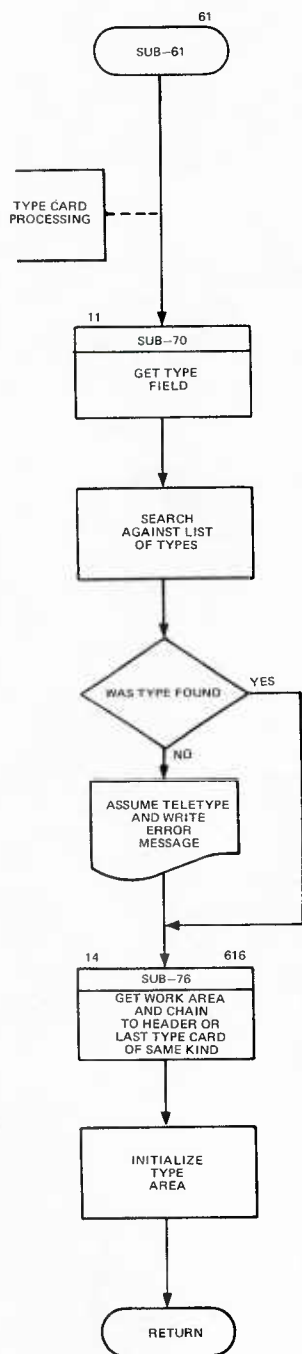 61
SUB-61
TYPE CARD
PROCESSING
11
SUB-70
GET TYPE
FIELD
SEARCH
AGAINST LIST
OF TYPES
WAS TYPE FOUND
YES
NO
ASSUME TELETYPE
AND WRITE
ERROR
MESSAGE
14
616
SUB-76
GET WORK AREA
AND CHAIN
TO HEADER OR
LAST TYPE CARD
OF SAME KIND
INITIALIZE
TYPE
AREA
RETURN